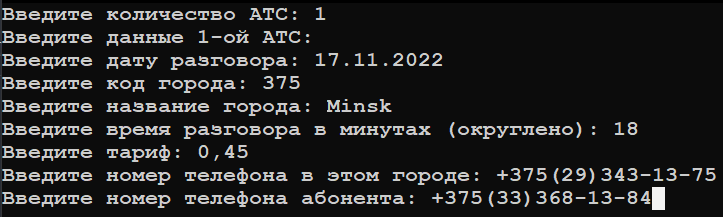 Введите количество АТС: 1
Введите данные 1-ой АТС:
Введите дату разговора: 17.11.2022
Введите код города: 375
Введите название города: Minsk
Введите время разговора в минутах (округлено): 18
Введите тариф: 0,45
Введите номер телефона в этом городе: +375(29)343-13-75
Введите номер телефона абонента: +375(33)368-13-84